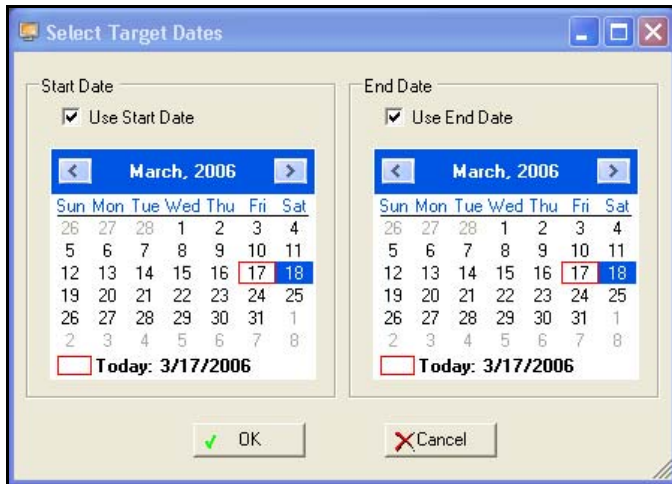 Select Target Dates
Start Date
Use Start Date
March, 2006
Sun Mon Tue Wed Thu Fri Sat
26 27 28 1 2 3 4
5 6 7 8 9 10 11
12 13 14 15 16 17 18
19 20 21 22 23 24 25
26 27 28 29 30 31 1
2 3 4 5 6 7 8
Today: 3/17/2006
End Date
Use End Date
March, 2006
Sun Mon Tue Wed Thu Fri Sat
26 27 28 1 2 3 4
5 6 7 8 9 10 11
12 13 14 15 16 17 18
19 20 21 22 23 24 25
26 27 28 29 30 31 1
2 3 4 5 6 7 8
Today: 3/17/2006
OK
Cancel